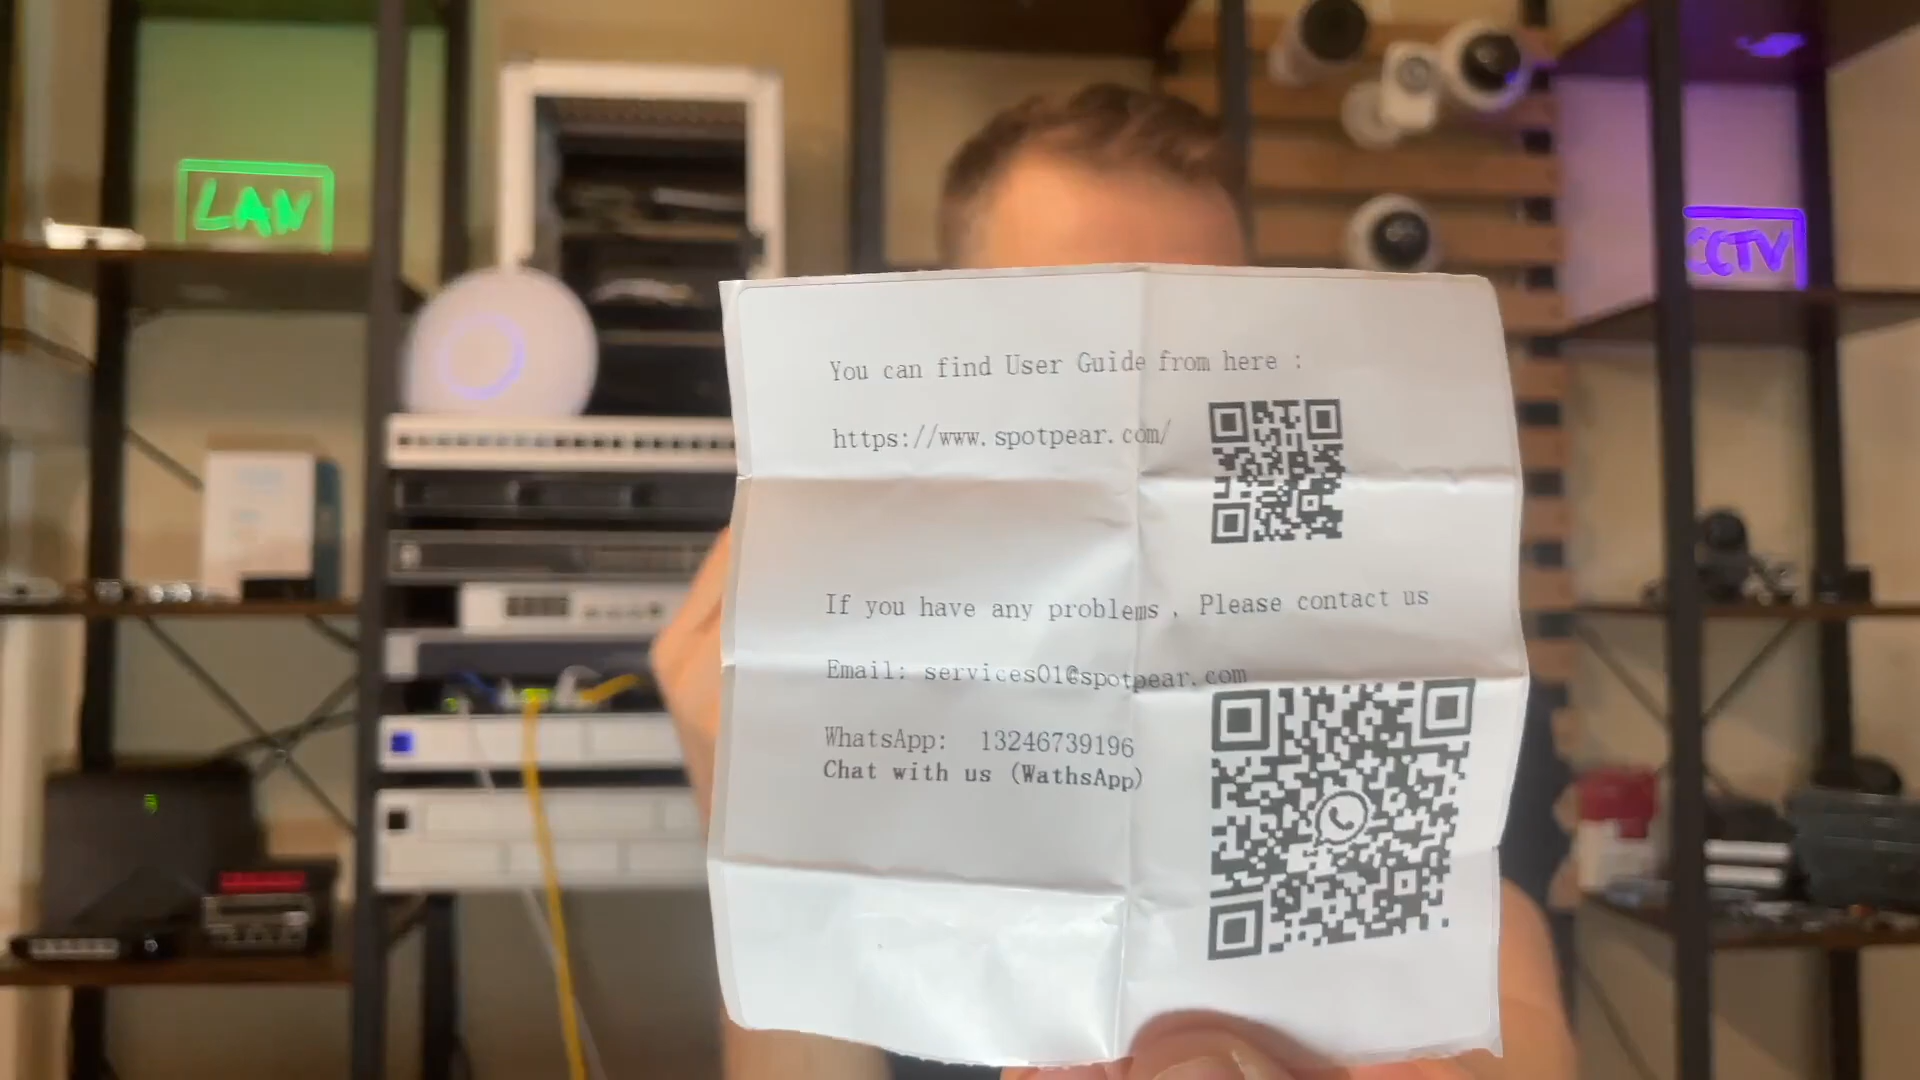 LAN
CCTV
You can find User Guide from here :
https://www.spotpear.com/
If you have any problems , Please contact us
Email: services01@spotpear.com
WhatsApp: 13246739196
Chat with us (WathsApp)